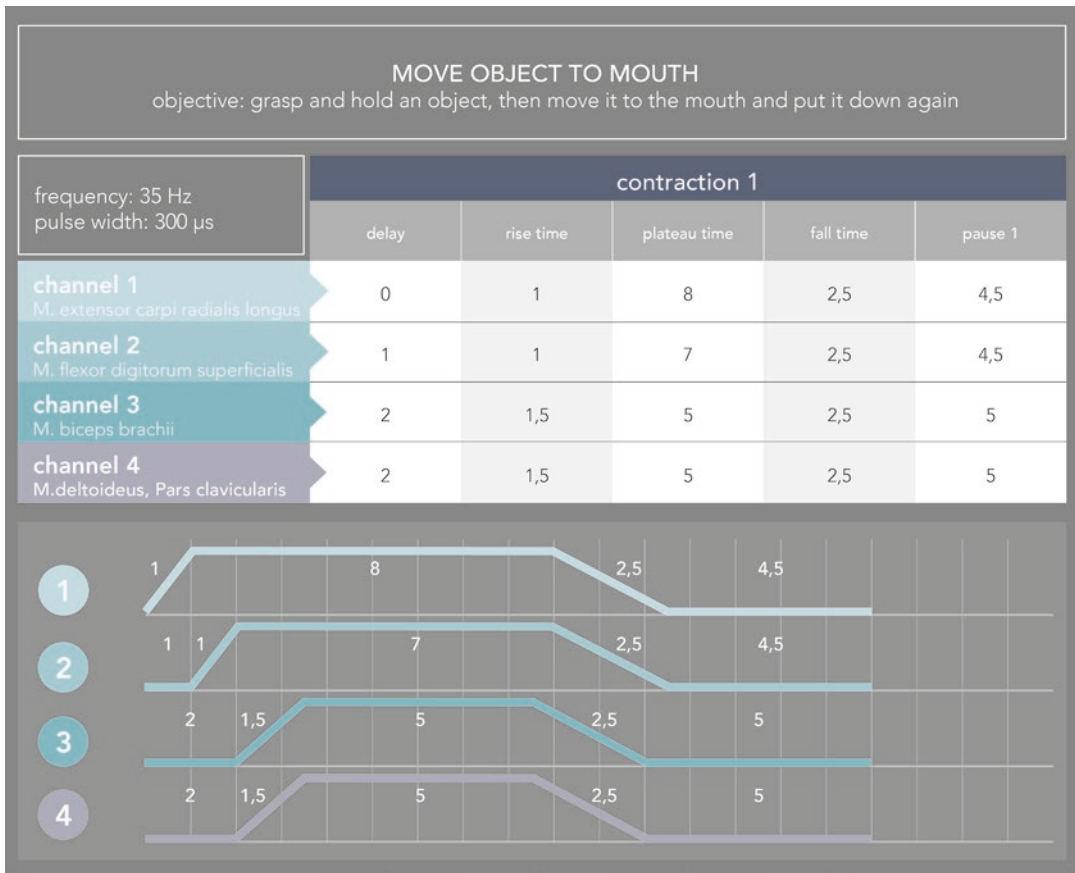 MOVE OBJECT TO MOUTH
objective: grasp and hold an object, then move it to the mouth and put it down again
frequency: 35 Hz
pulse width: 300 µs
contraction 1
delay rise time plateau time fall time pause 1
channel 1
M. extensor carpi radialis longus
0 1 8 2,5 4,5
channel 2
M. flexor digitorum superficialis
1 1 7 2,5 4,5
channel 3
M. biceps brachii
2 1,5 5 2,5 5
channel 4
M.deltoideus, Pars clavicularis
2 1,5 5 2,5 5
1 1 8 2,5 4,5
2 1 1 7 2,5 4,5
3 2 1,5 5 2,5 5
4 2 1,5 5 2,5 5